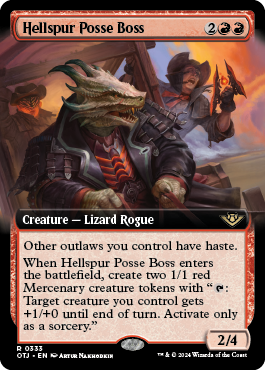 Hellspur Posse Boss 2
Creature — Lizard Rogue
Other outlaws you control have haste.
When Hellspur Posse Boss enters
the battlefield, create two 1/1 red
Mercenary creature tokens with “: 
Target creature you control gets
+1/+0 until end of turn. Activate only
as a sorcery.”
2/4
R 0333
OTJ • EN Artur Nakhodkin
™ & © 2024 Wizards of the Coast